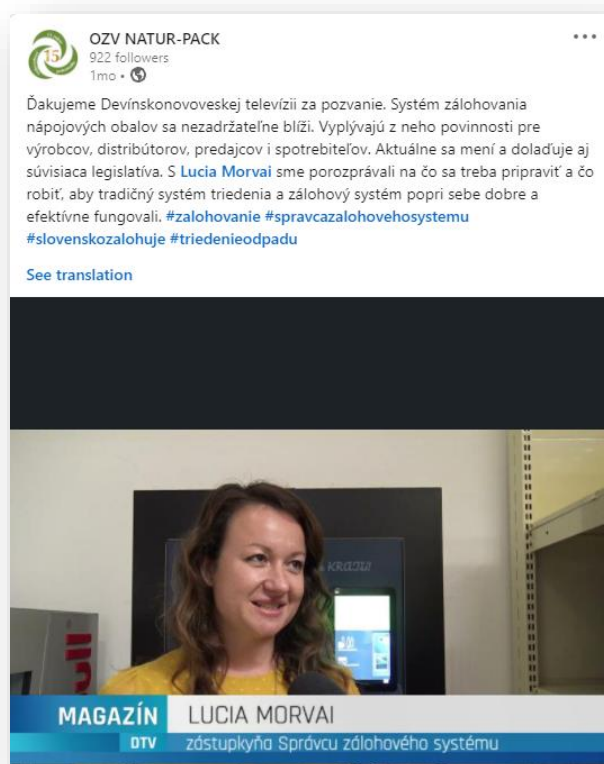 OZV NATUR-PACK
922 followers
1mo •
15
Ďakujeme Devínskonovoveskej televízii za pozvanie. Systém zálohovania
nápojových obalov sa nezadržateľne blíži. Vyplývajú z neho povinnosti pre
výrobcov, distribútorov, predajcov i spotrebiteľov. Aktuálne sa mení a dolaďuje aj
súvisiaca legislatíva. S Lucia Morvai sme porozprávali na čo sa treba pripraviť a čo
robiť, aby tradičný systém triedenia a zálohový systém popri sebe dobre a
efektívne fungovali. #zalohovanie #spravcazalohovehosystemu
#slovenskozalohuje #triedenieodpadu
See translation
KRAJU!
MAGAZÍN
LUCIA MORVAI
DTV
zástupkyňa Správcu zálohového systému